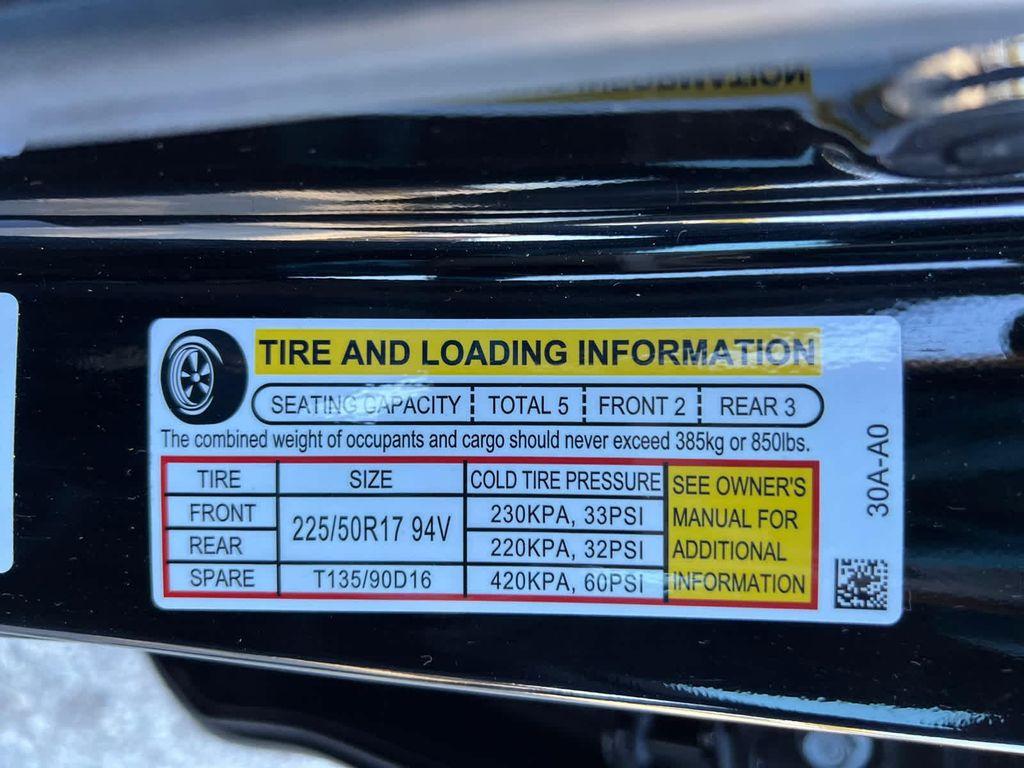 TIRE AND LOADING INFORMATION
SEATING CAPACITY TOTAL 5 FRONT 2 REAR 3
The combined weight of occupants and cargo should never exceed 385kg or 850lbs.
TIRE SIZE COLD TIRE PRESSURE SEE OWNER'S
FRONT 225/50R17 94V 230KPA, 33PSI MANUAL FOR
REAR 220KPA, 32PSI ADDITIONAL
SPARE T135/90D16 420KPA, 60PSI INFORMATION
30A-A0